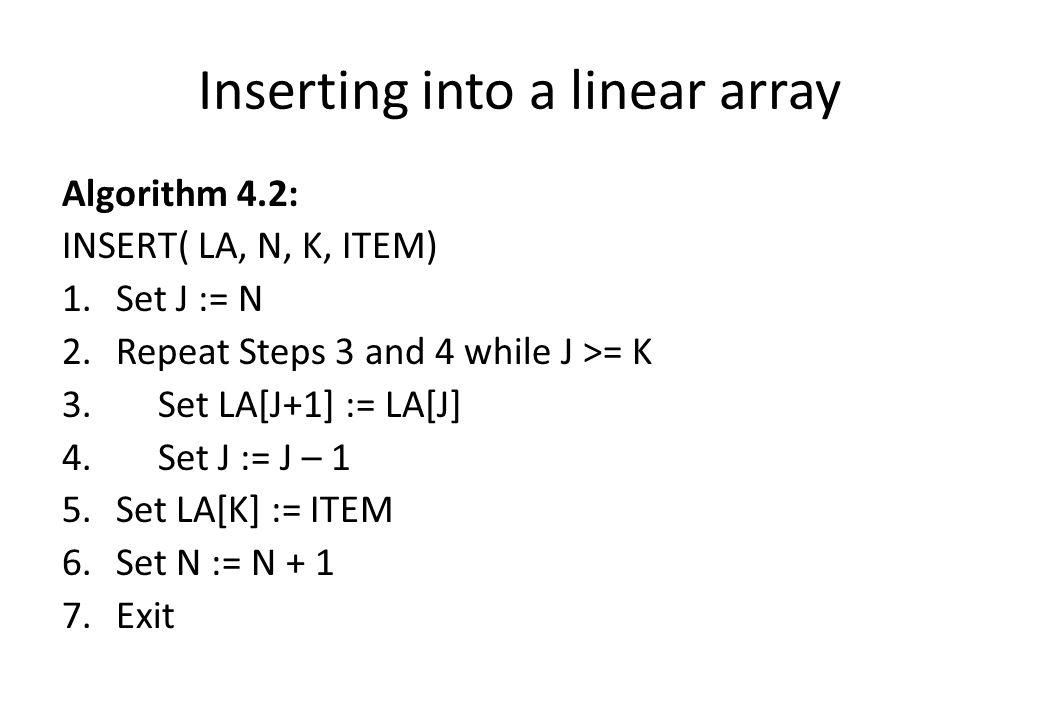 Inserting into a linear array
Algorithm 4.2:
INSERT( LA, N, K, ITEM)
1. Set J := N
2. Repeat Steps 3 and 4 while J >= K
3. Set LA[J+1] := LA[J]
4. Set J := J – 1
5. Set LA[K] := ITEM
6. Set N := N + 1
7. Exit